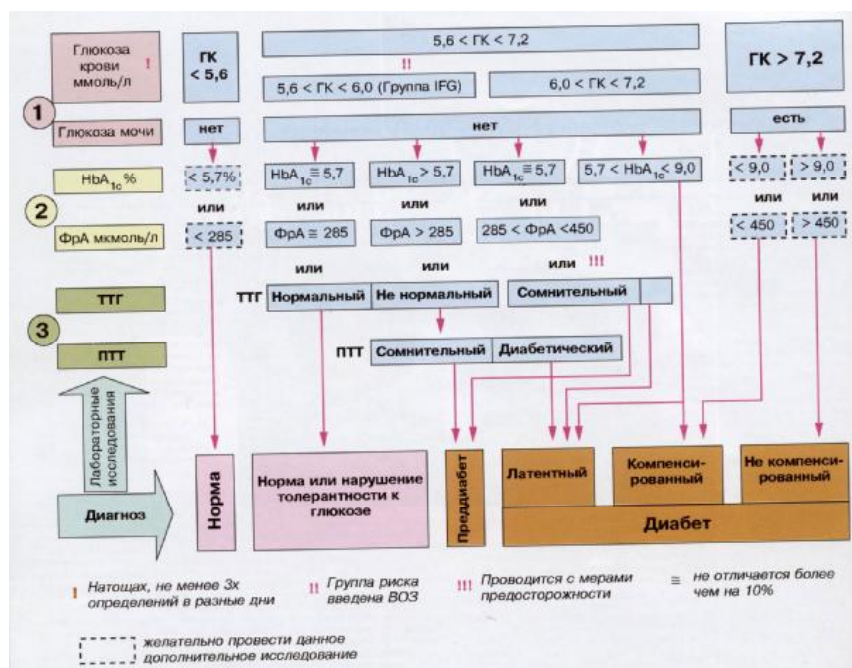 Глюкоза
крови
ммоль/л
!
ГК
< 5,6
5,6 < ГК < 7,2
!!
5,6 < ГК < 6,0 (Группа IFG)
6,0 < ГК < 7,2
ГК > 7,2
1
Глюкоза мочи
нет
нет
есть
HbA1c%
< 5,7%
HbA1c ≅ 5,7
HbA1c > 5,7
HbA1c ≅ 5,7
5,7 < HbA1c < 9,0
< 9,0
> 9,0
2
или
или
или
или
или
или
ФрА мкмоль/л
< 285
ФрА ≅ 285
ФрА > 285
285 < ФрА <450
< 450
> 450
или
или
или !!!
ТТГ
ТТГ
Нормальный
Не нормальный
Сомнительный
3
ПТТ
ПТТ
Сомнительный
Диабетический
Лабораторные
исследования
Диагноз
Норма
Норма или нарушение
толерантности к
глюкозе
Преддиабет
Латентный
Компенси-
рованный
Не компенси-
рованный
Диабет
! Натощах, не менее 3х
определений в разные дни
!! Группа риска
введена ВОЗ
!!! Проводится с мерами
предосторожности
≅ не отличается более
чем на 10%
желательно провести данное
дополнительное исследование